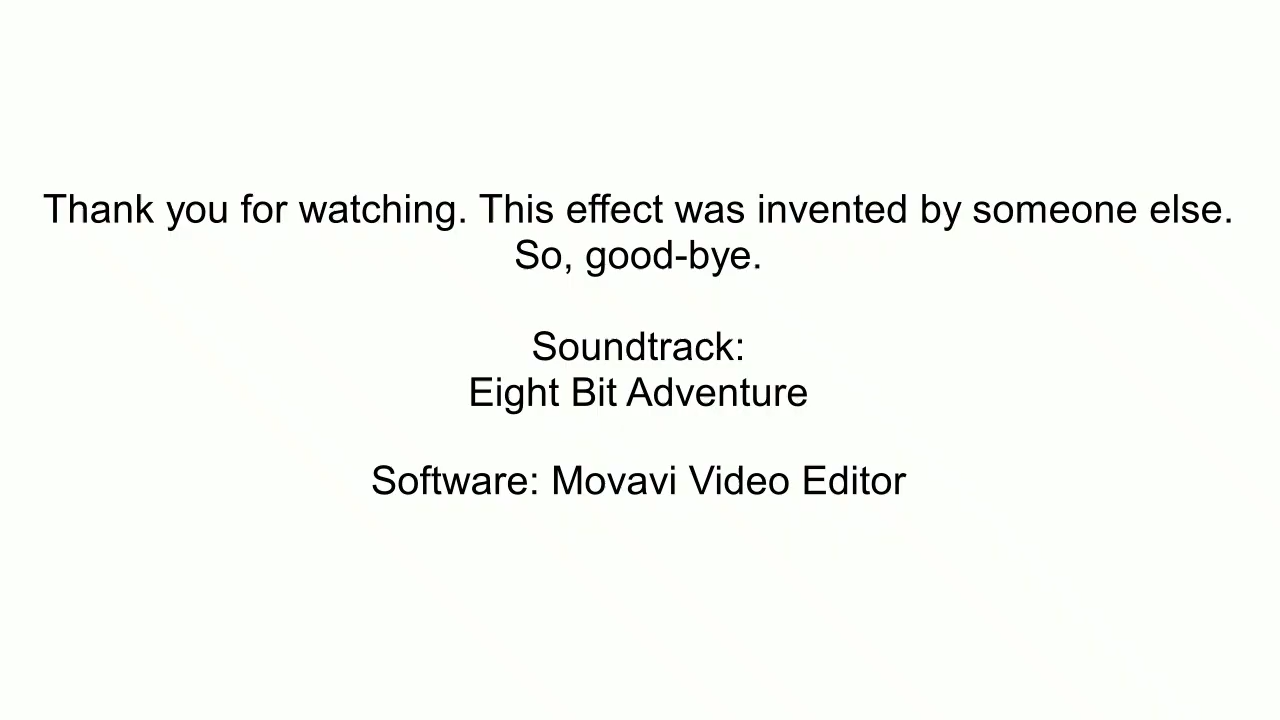 Thank you for watching. This effect was invented by someone else.
So, good-bye.
Soundtrack:
Eight Bit Adventure
Software: Movavi Video Editor